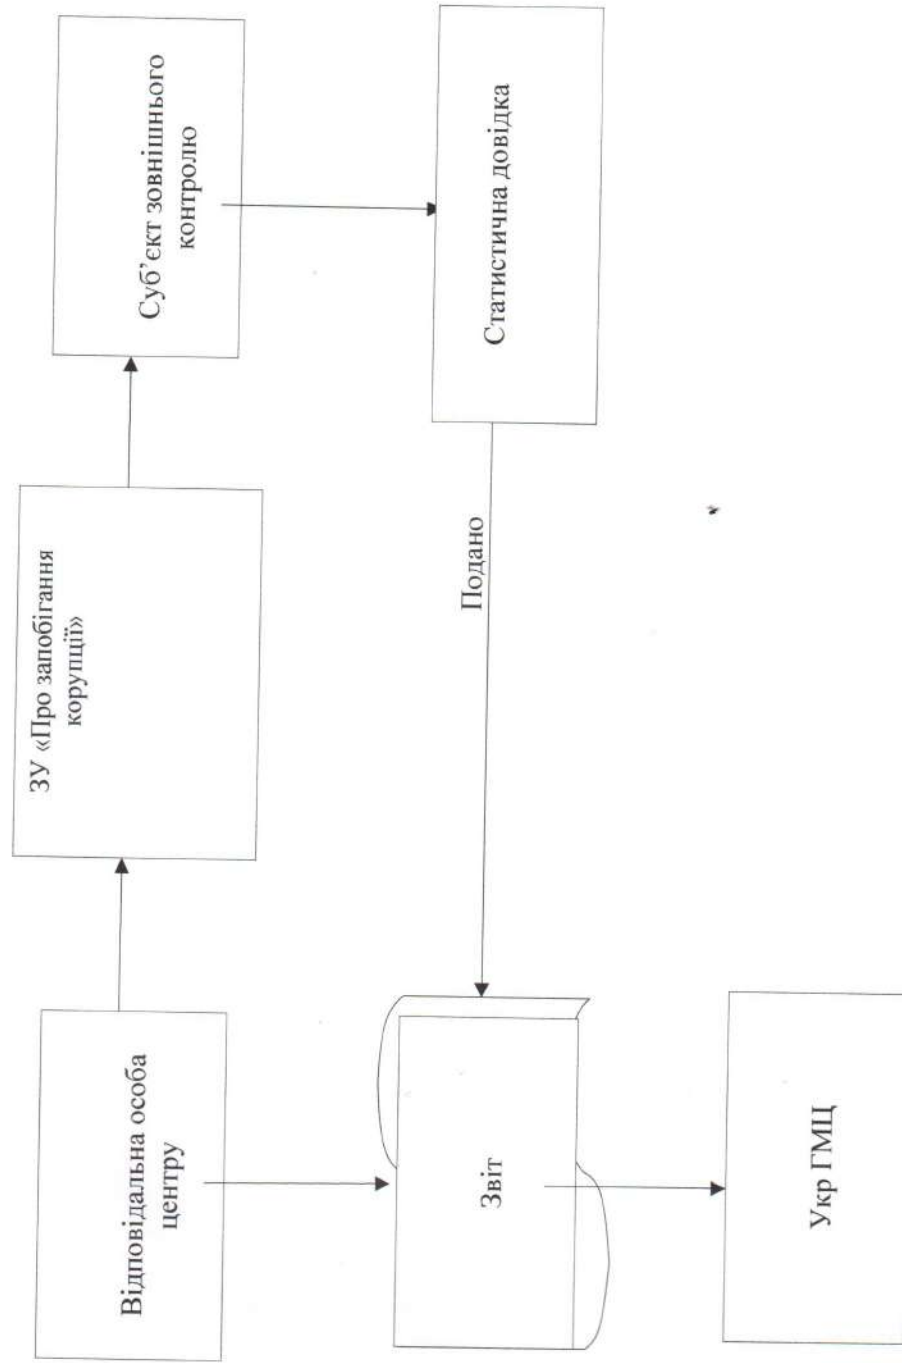 Відповідальна особа
центру
ЗУ «Про запобігання
корупції»
Суб’єкт зовнішнього
контролю
Звіт
Подано
Статистична довідка
Укр ГМЦ